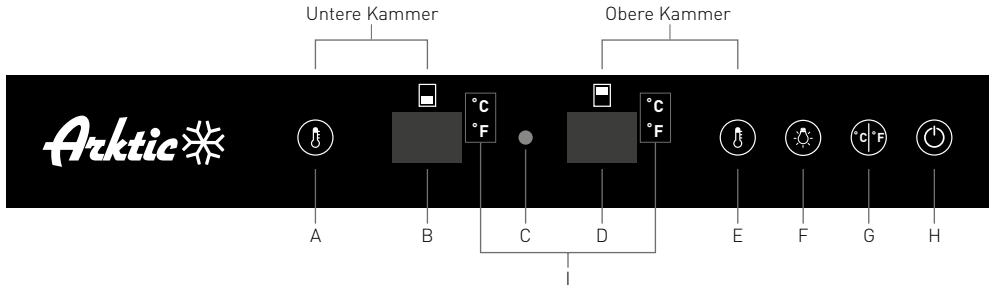 Untere Kammer Obere Kammer
°C °C
°F °F
Arktic °C °F
A B C D E F G H
I